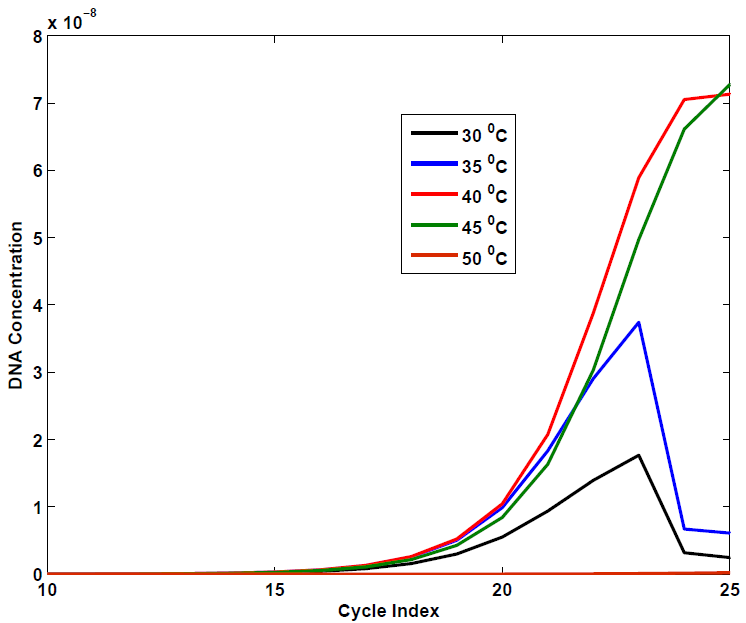 x 10⁻⁸
8
7
6
5
4
3
2
1
0
DNA Concentration
30 ⁰C
35 ⁰C
40 ⁰C
45 ⁰C
50 ⁰C
10 15 20 25
Cycle Index